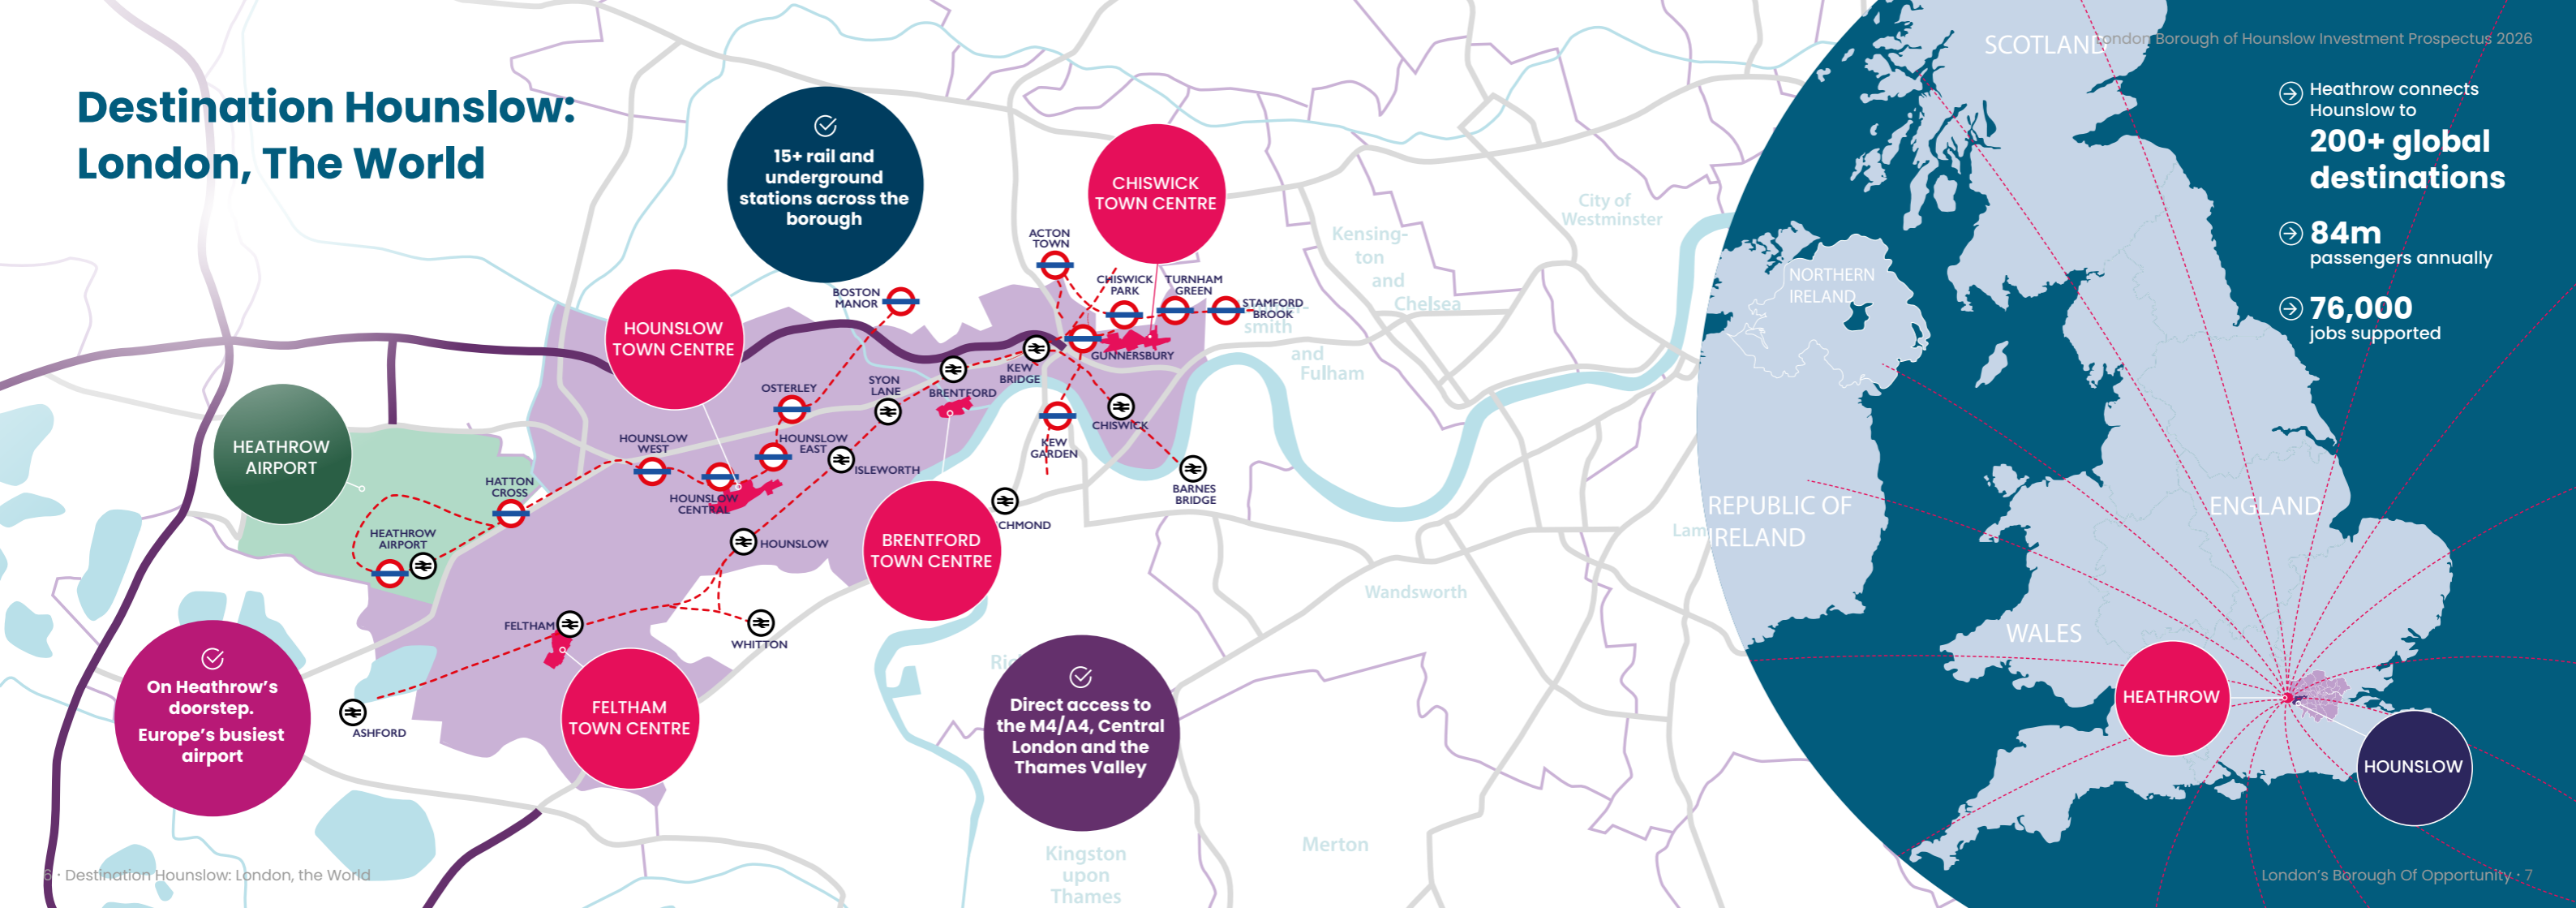 Destination Hounslow:
London, The World
15+ rail and
underground
stations across the
borough
CHISWICK
TOWN CENTRE
HOUNSLOW
TOWN CENTRE
HEATHROW
AIRPORT
BRENTFORD
TOWN CENTRE
FELTHAM
TOWN CENTRE
On Heathrow's
doorstep.
Europe's busiest
airport
Direct access to
the M4/A4, Central
London and the
Thames Valley
ACTON
TOWN
BOSTON
MANOR
CHISWICK
PARK
TURNHAM
GREEN
STAMFORD
BROOK
GUNNERSBURY
KEW
BRIDGE
BRENTFORD
SYON
LANE
OSTERLEY
HOUNSLOW
WEST
HOUNSLOW
EAST
HOUNSLOW
CENTRAL
ISLEWORTH
KEW
GARDEN
CHISWICK
BARNES
BRIDGE
CHMOND
HATTON
CROSS
HEATHROW
AIRPORT
HOUNSLOW
FELTHAM
WHITTON
ASHFORD
City of
Westminster
Kensing-
ton
and
Chelsea
smith
and
Fulham
Lam
Wandsworth
Ric
Merton
Kingston
upon
Thames
6 · Destination Hounslow: London, the World
London Borough of Hounslow Investment Prospectus 2026
SCOTLAND
NORTHERN
IRELAND
REPUBLIC OF
IRELAND
ENGLAND
WALES
HEATHROW
HOUNSLOW
Heathrow connects
Hounslow to
200+ global
destinations
84m
passengers annually
76,000
jobs supported
London's Borough Of Opportunity · 7